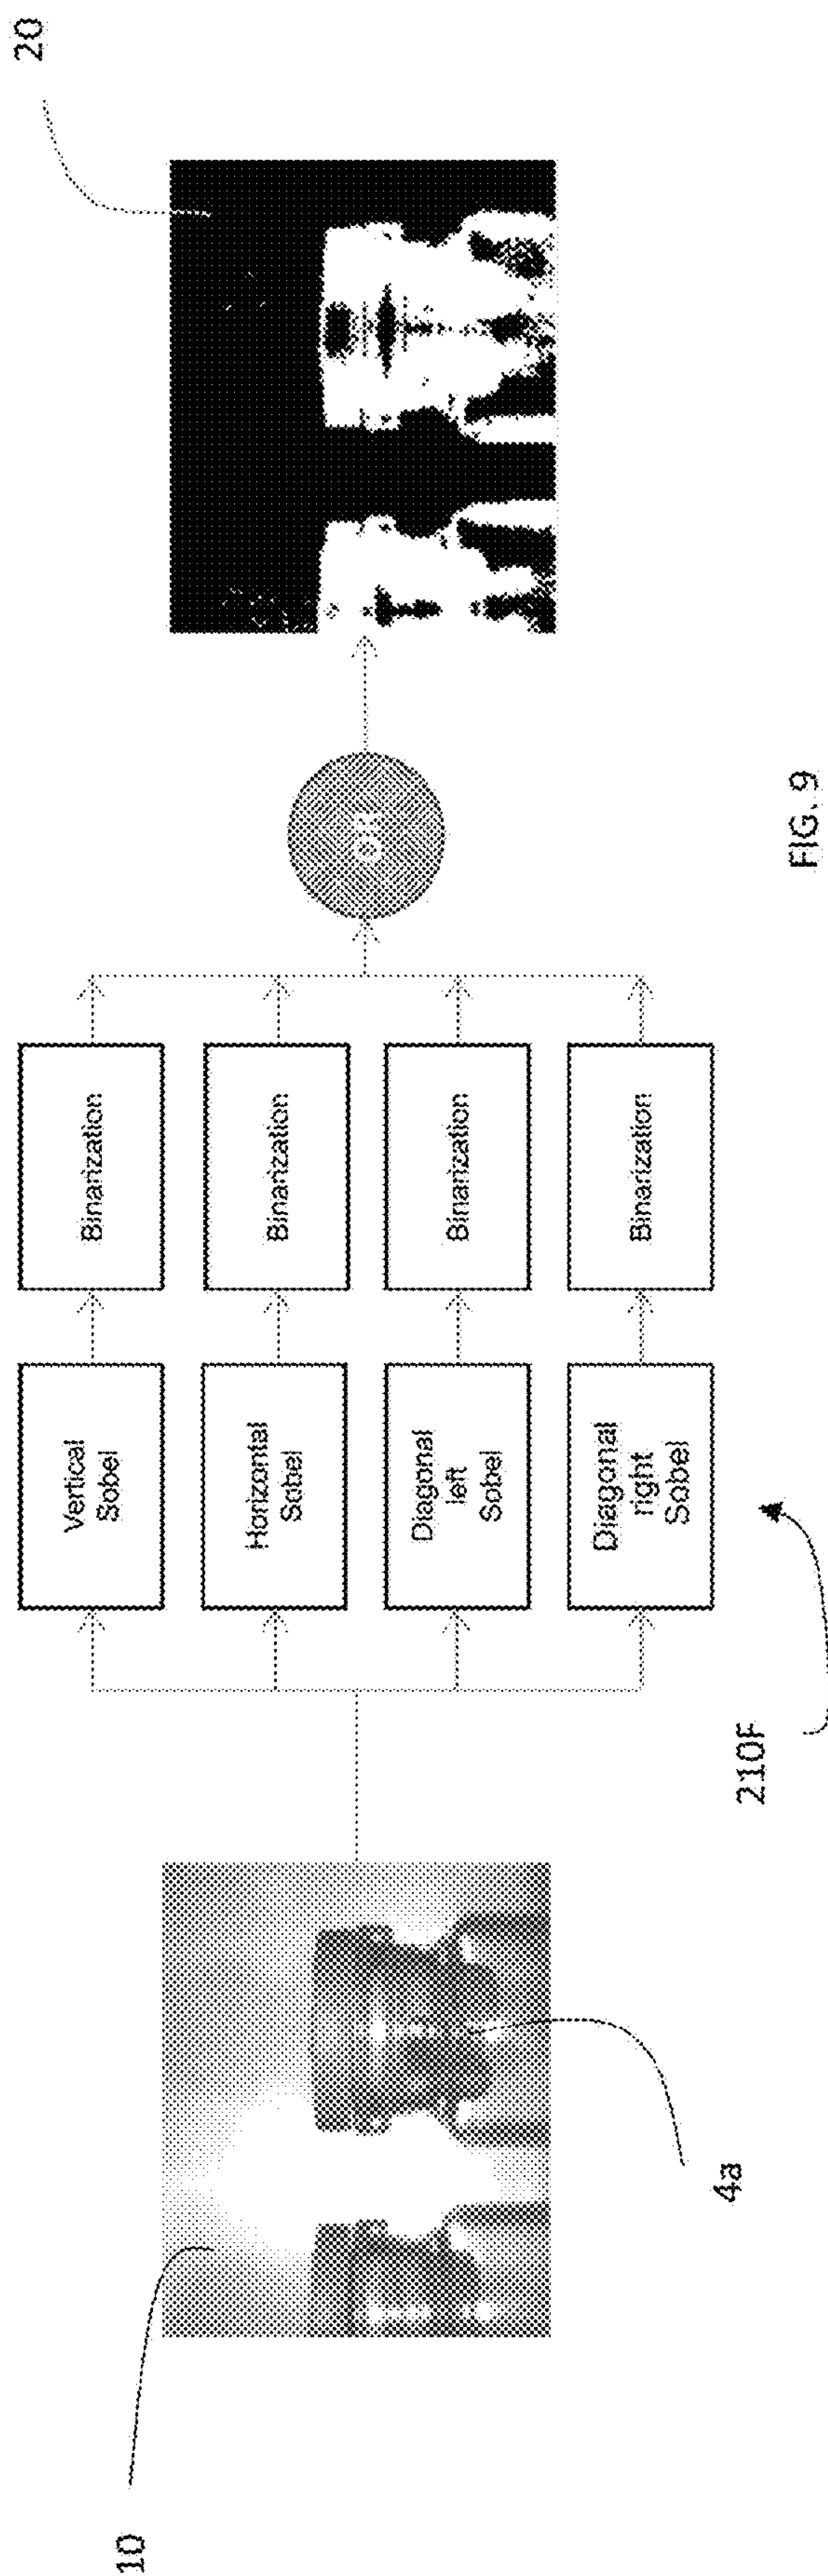 10
4a
210F
Vertical
Sobel
Horizontal
Sobel
Diagonal
left
Sobel
Diagonal
right
Sobel
Binarization
Binarization
Binarization
Binarization
OR
20
FIG. 9